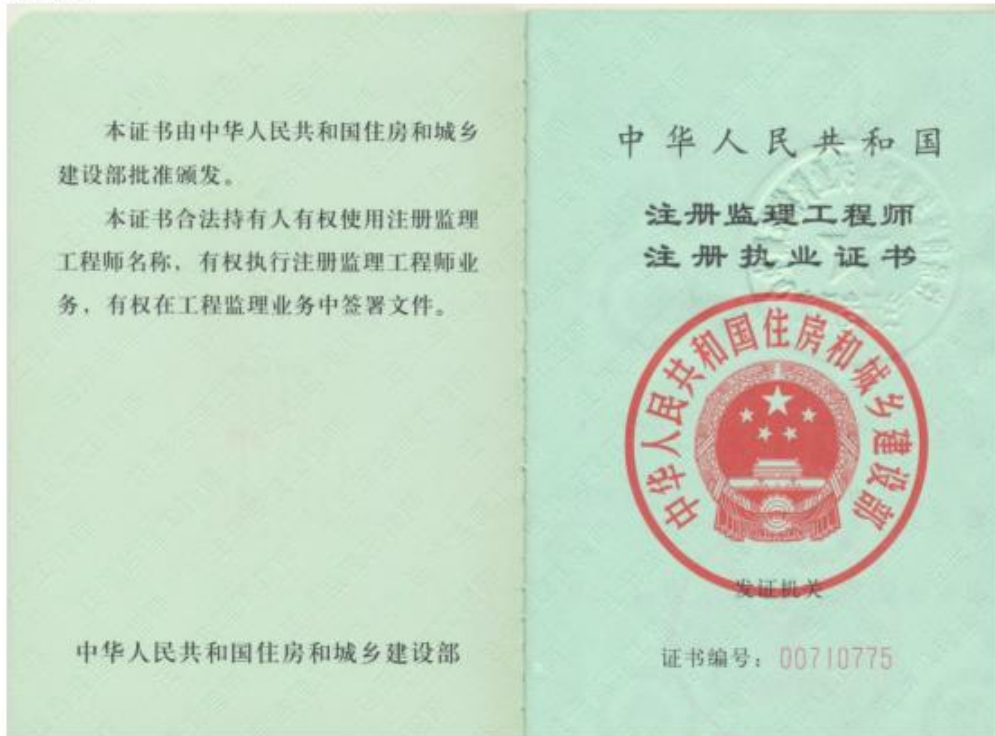 本证书由中华人民共和国住房和城乡
建设部批准颁发。
本证书合法持有人有权使用注册监理
工程师名称，有权执行注册监理工程师业
务，有权在工程监理业务中签署文件。
中华人民共和国住房和城乡建设部
中华人民共和国
注册监理工程师
注册执业证书
中华人民共和国住房和城乡建设部
发证机关
证书编号：00710775